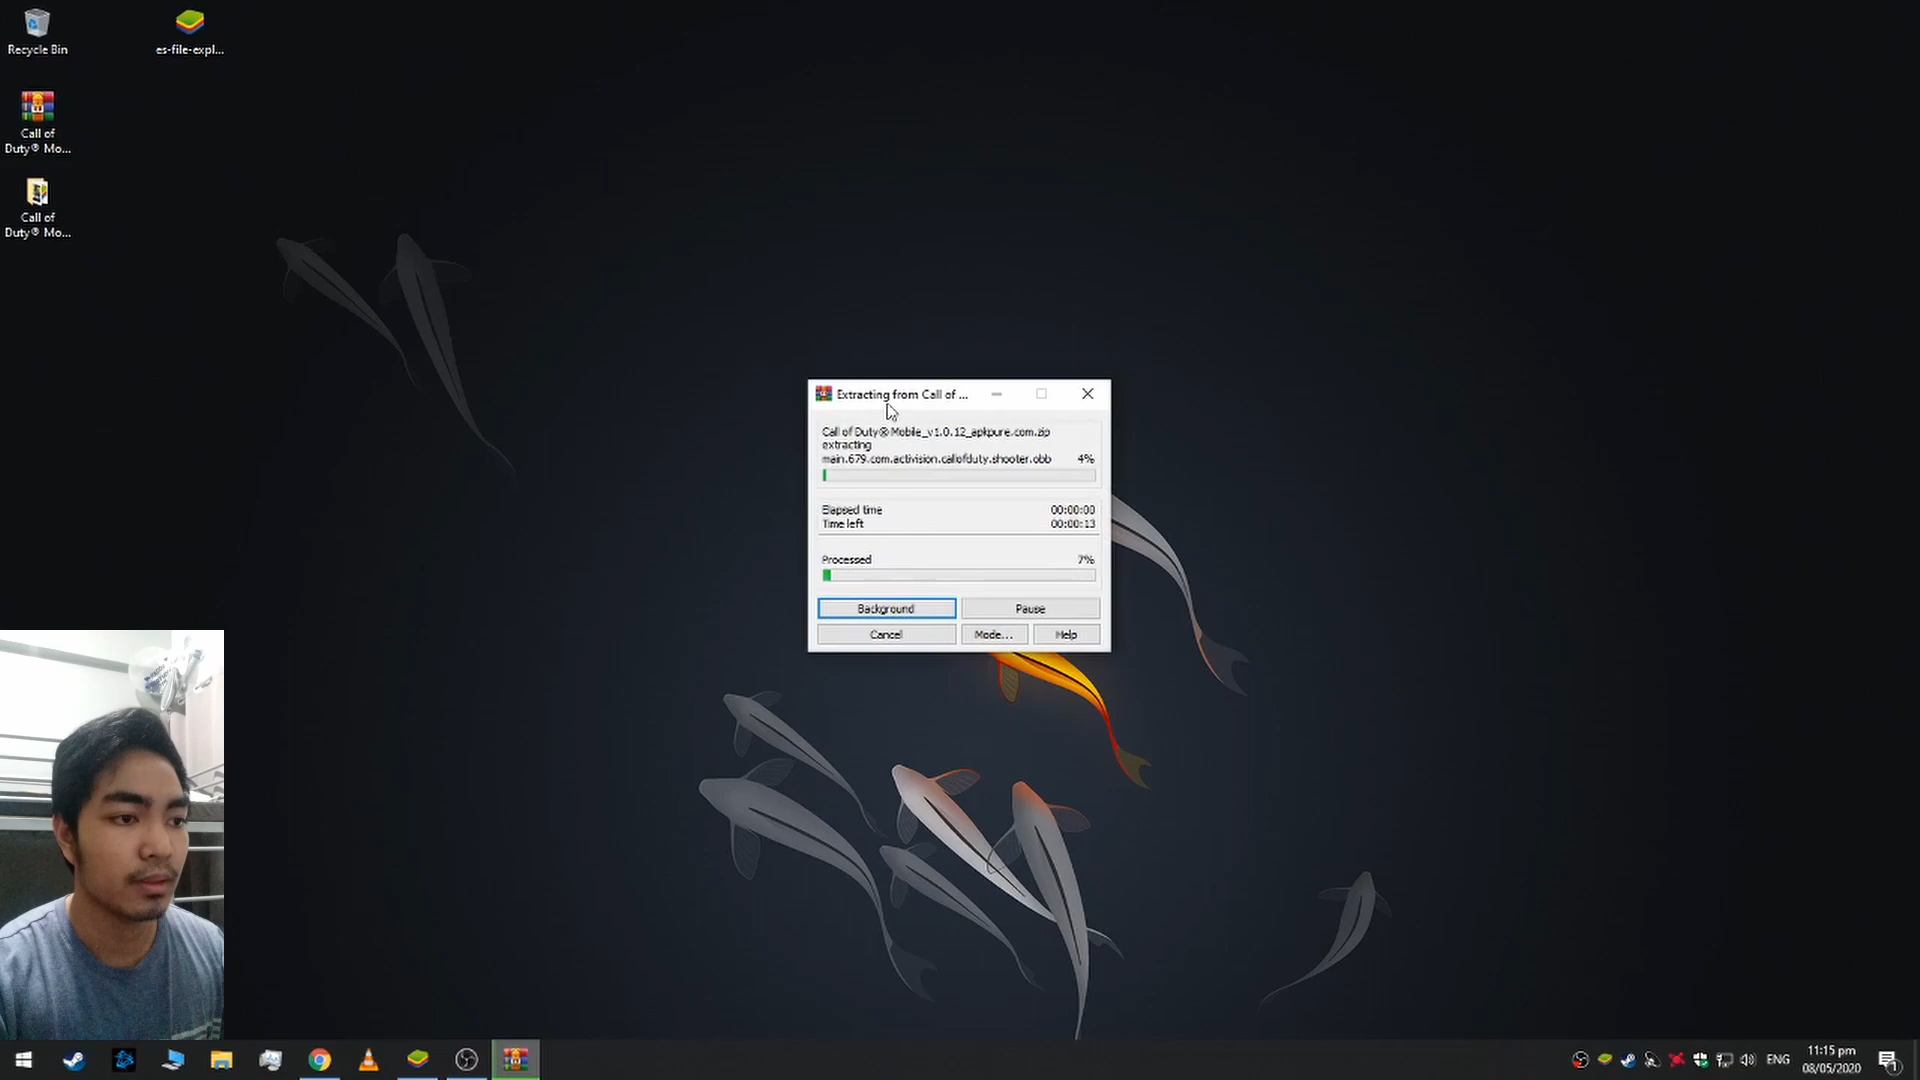 Recycle Bin
es-file-expl...
Call of
Duty® Mo...
Call of
Duty® Mo...
Extracting from Call of ...
Call of Duty® Mobile_v1.0.12_apkpure.com.zip
extracting
main.679.com.activision.callofduty.shooter.obb 4%
Elapsed time 00:00:00
Time left 00:00:13
Processed 7%
Background Pause
Cancel Mode... Help
ENG
11:15 pm
08/05/2020
1